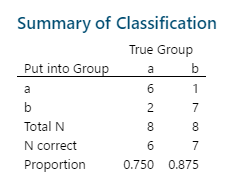 Summary of Classification
True Group
Put into Group a b
a 6 1
b 2 7
Total N 8 8
N correct 6 7
Proportion 0.750 0.875